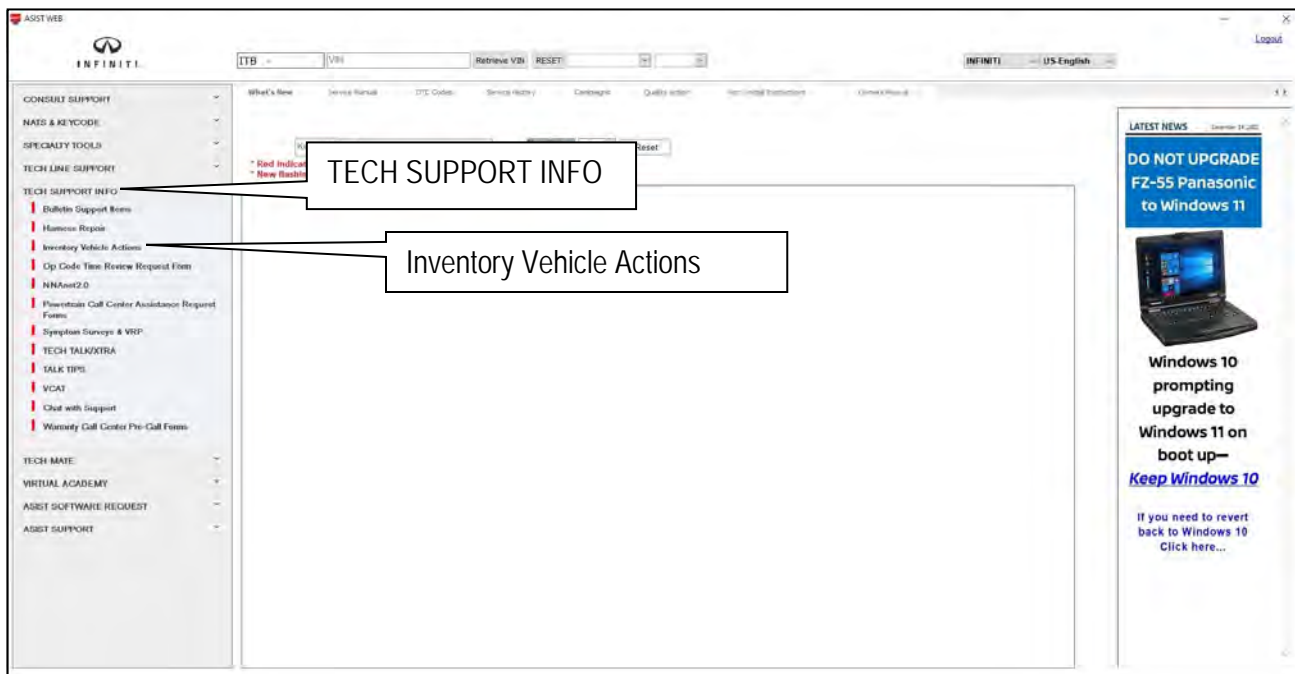 ASIST WEB
Logout
INFINITI
ITB
VIN
Retrieve VIN
RESET
INFINITI
US-English
CONSULT SUPPORT
NATS & KEYCODE
SPECIALTY TOOLS
TECH LINE SUPPORT
TECH SUPPORT INFO
Bulletin Support Items
Harness Repair
Inventory Vehicle Actions
Op Code Time Review Request Form
NNAnet2.0
Powertrain Call Center Assistance Request
Forms
Symptom Surveys & VRP
TECH TALK/XTRA
TALK TIPS
VCAT
Chat with Support
Warranty Call Center Pre-Call Forms
TECH-MATE
VIRTUAL ACADEMY
ASIST SOFTWARE REQUEST
ASIST SUPPORT
What's New
Service Manual
DTC Codes
Service History
Campaigns
Quality Action
Reset
* Red Indica
* New flashi
TECH SUPPORT INFO
Inventory Vehicle Actions
LATEST NEWS
DO NOT UPGRADE
FZ-55 Panasonic
to Windows 11
Windows 10
prompting
upgrade to
Windows 11 on
boot up—
Keep Windows 10
If you need to revert
back to Windows 10
Click here...